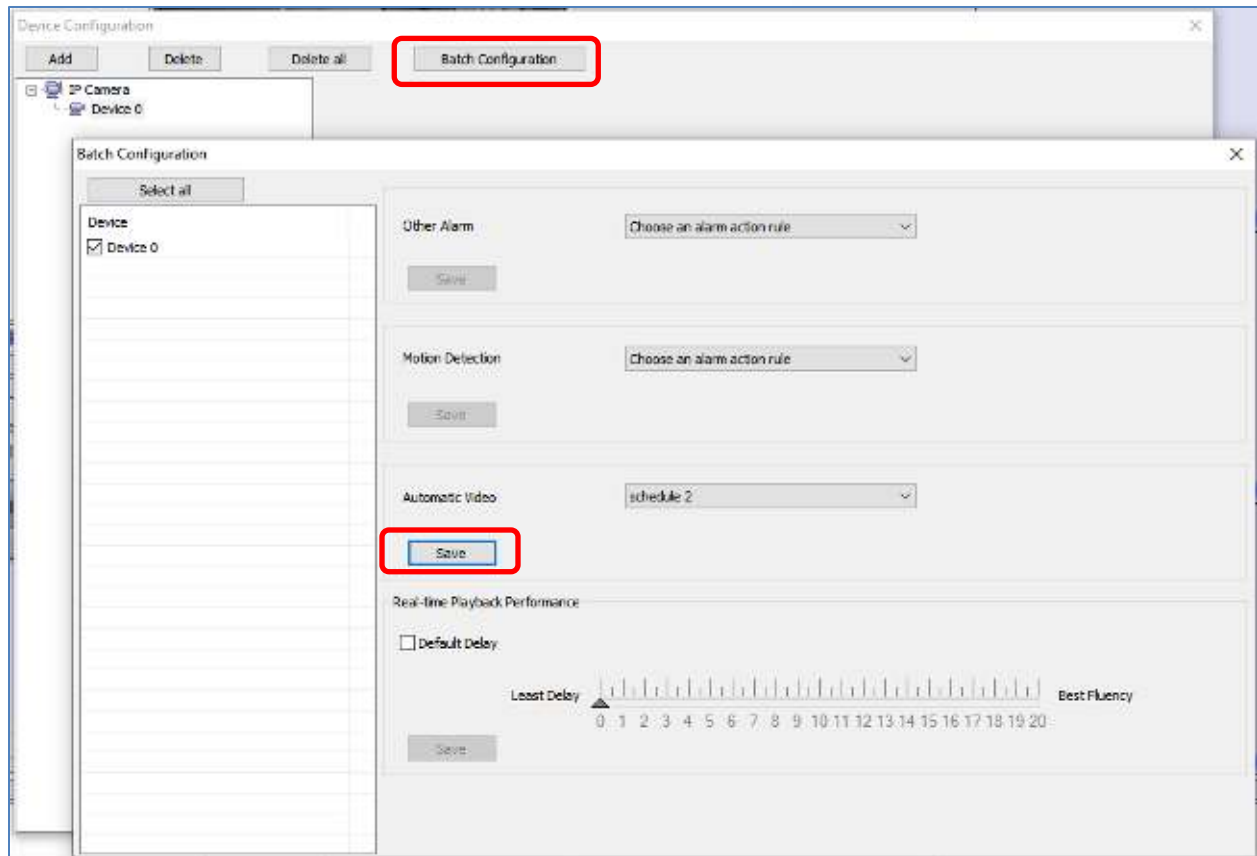 Device Configuration
Add Delete Delete all Batch Configuration
IP Camera
Device 0
Batch Configuration
Select all
Device
Device 0
Other Alarm Choose an alarm action rule
Save
Motion Detection Choose an alarm action rule
Save
Automatic Video schedule 2
Save
Real-time Playback Performance
Default Delay
Least Delay Best Fluency
0 1 2 3 4 5 6 7 8 9 10 11 12 13 14 15 16 17 18 19 20
Save